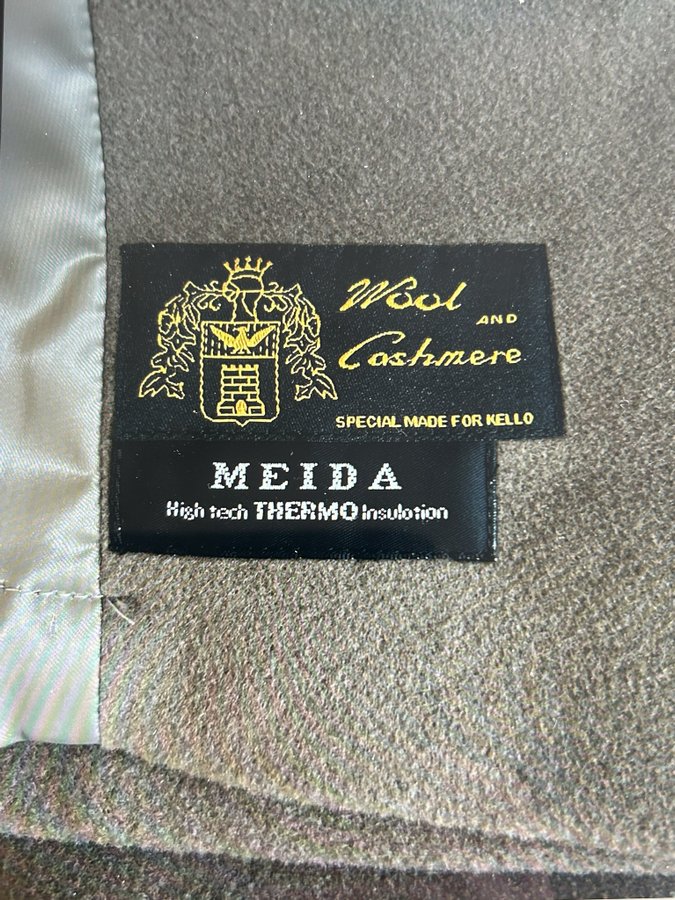 Wool
AND
Cashmere
SPECIAL MADE FOR KELLO
MEIDA
High tech THERMO Insulation